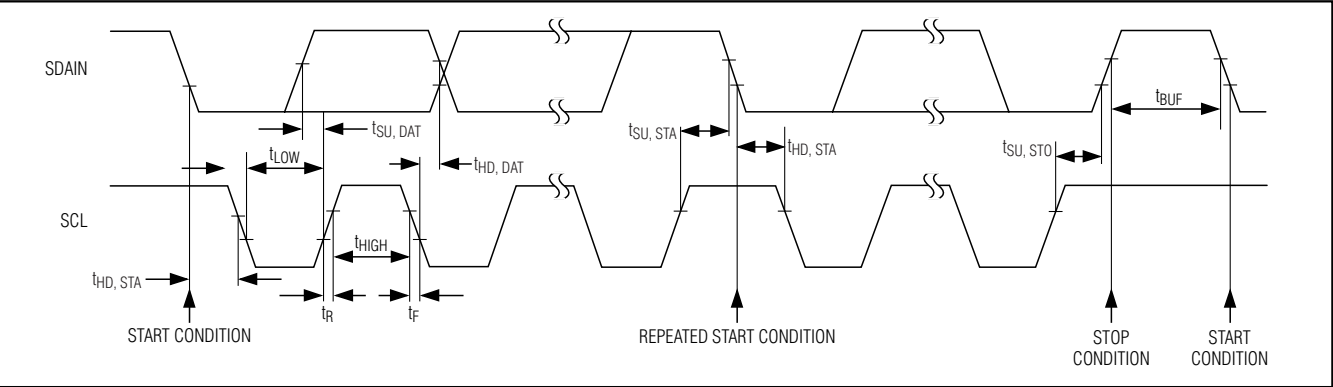 SDAIN
tSU, DAT
tLOW
tHD, DAT
tSU, STA
tHD, STA
tBUF
tSU, STO
SCL
tHIGH
tHD, STA
tR
tF
START CONDITION
REPEATED START CONDITION
STOP
CONDITION
START
CONDITION